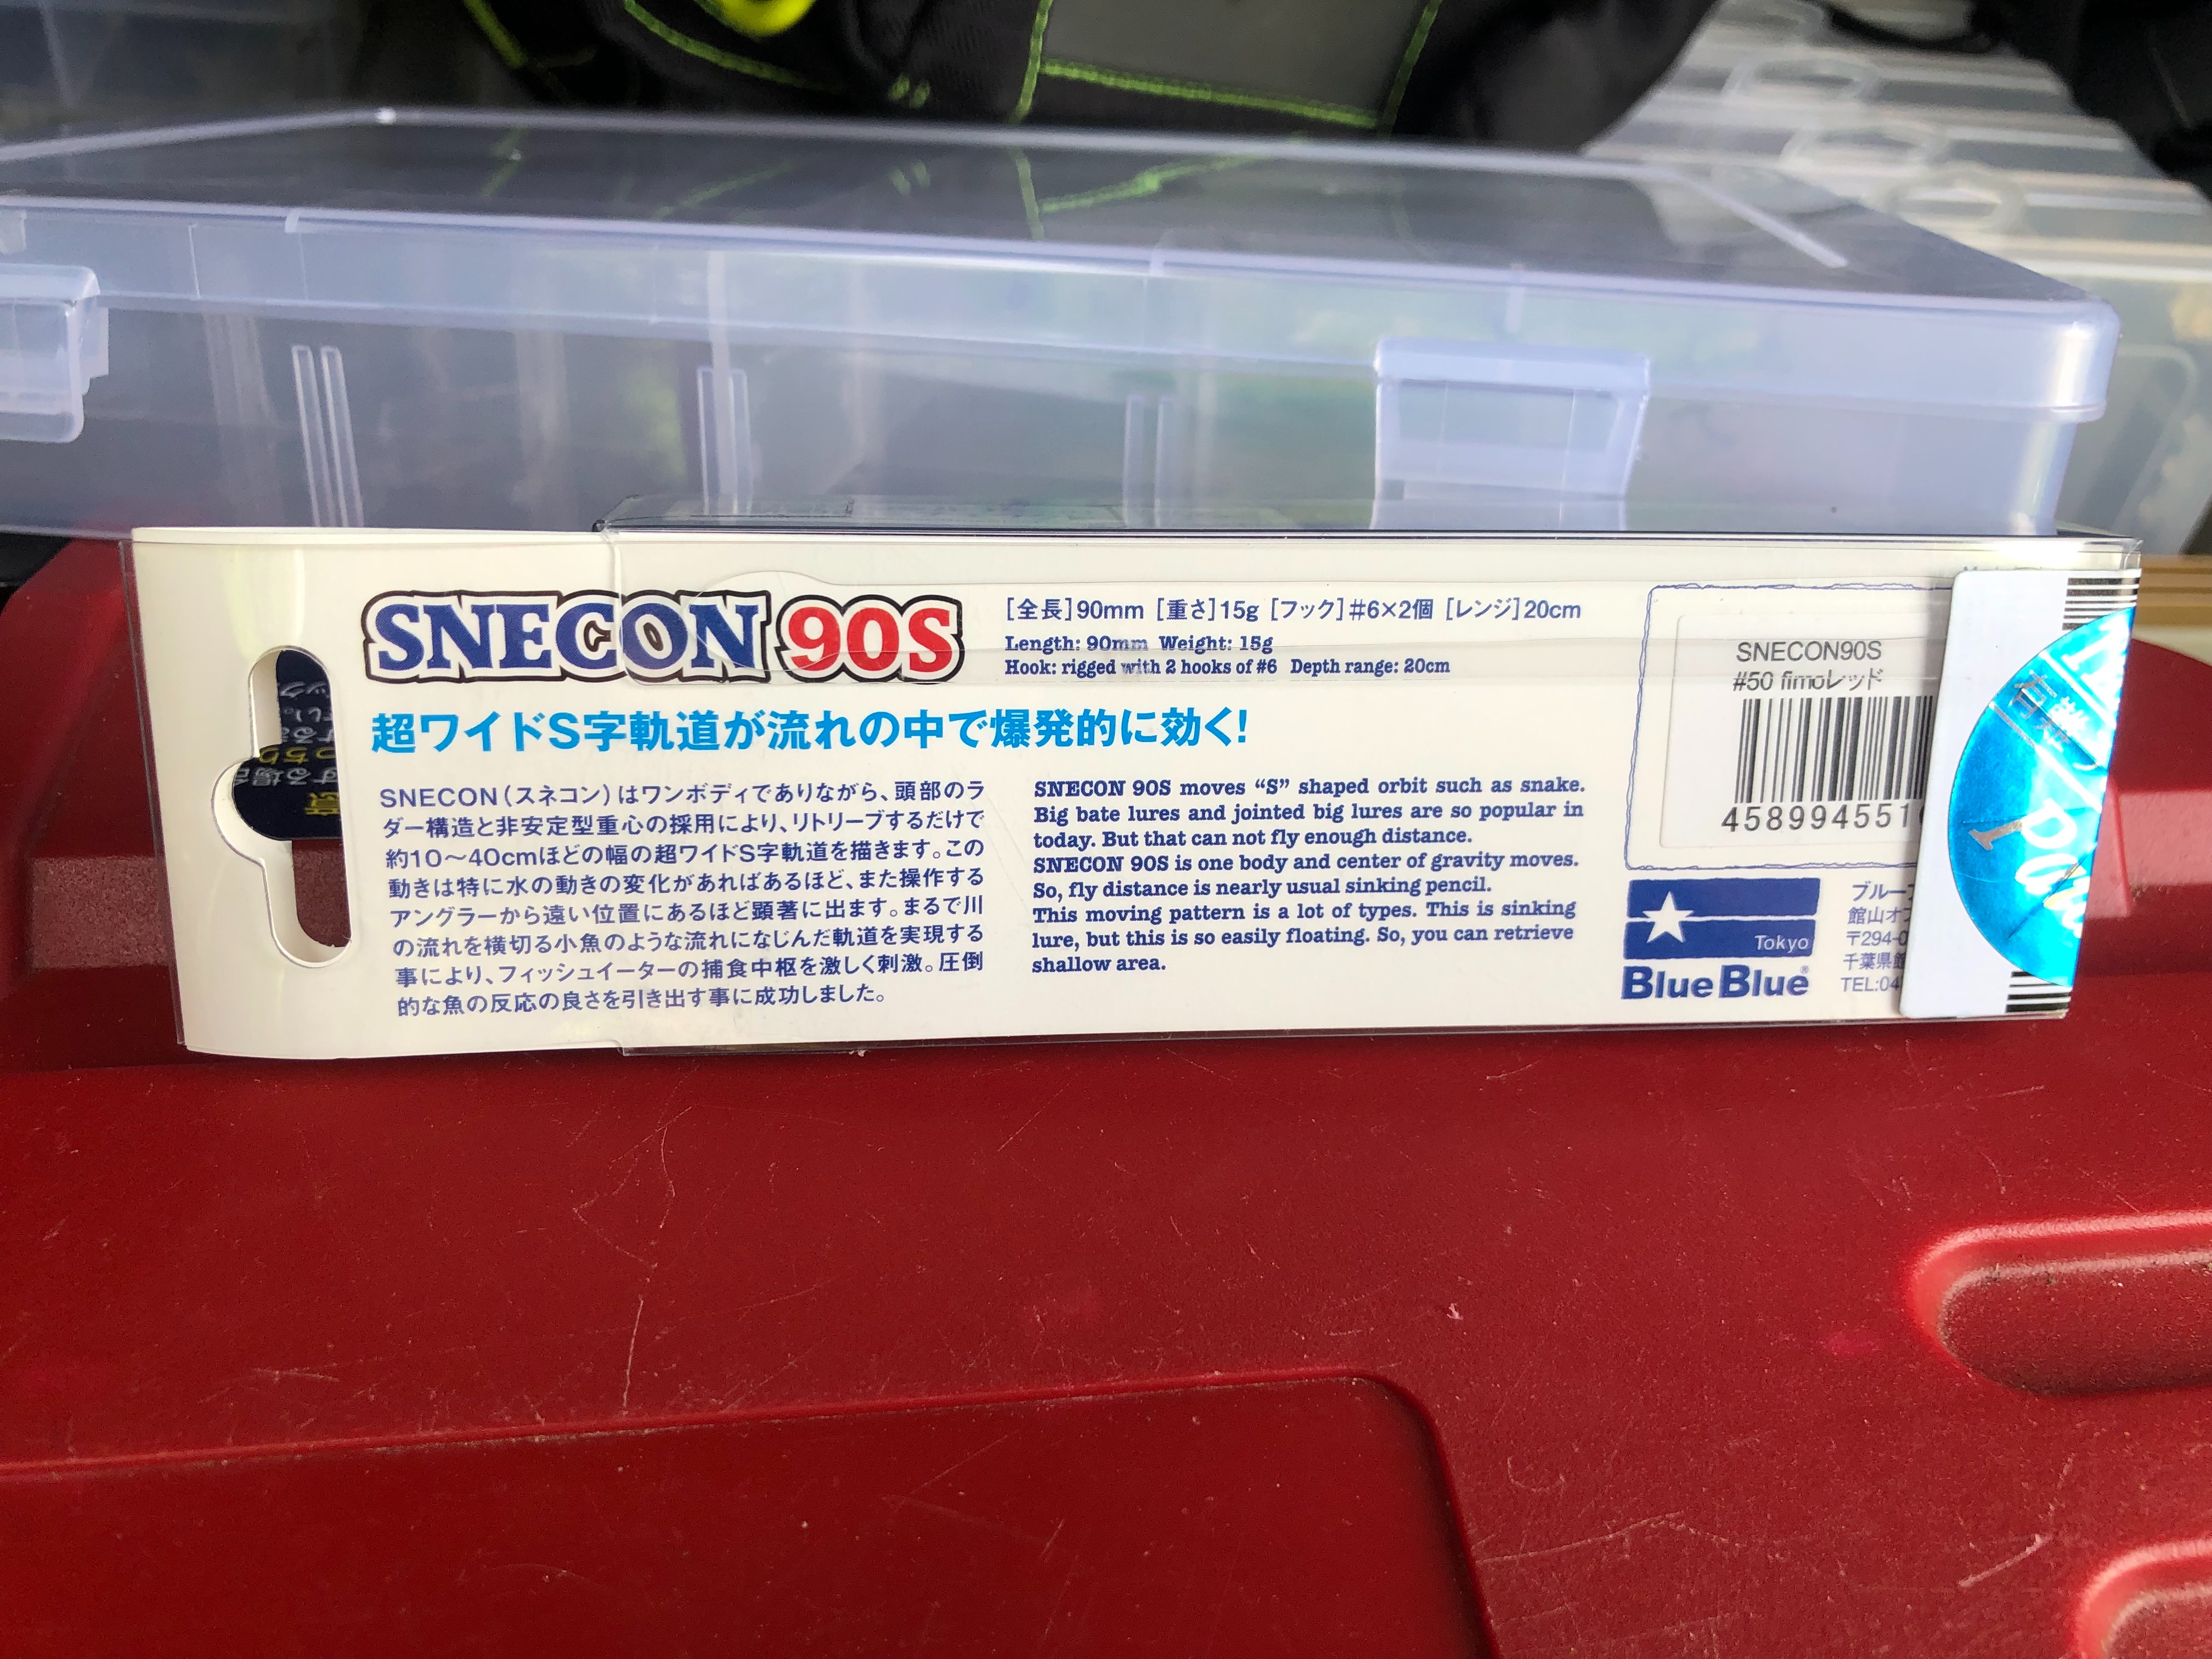 SNECON 90S
[全長]90mm [重さ]15g [フック]#6×2個 [レンジ]20cm
Length: 90mm Weight: 15g
Hook: rigged with 2 hooks of #6 Depth range: 20cm
超ワイドS字軌道が流れの中で爆発的に効く!
SNECON(スネコン)はワンボディでありながら、頭部のラ
ダー構造と非安定型重心の採用により、リトリーブするだけで
約10〜40cmほどの幅の超ワイドS字軌道を描きます。この
動きは特に水の動きの変化があればあるほど、また操作する
アングラーから遠い位置にあるほど顕著に出ます。まるで川
の流れを横切る小魚のような流れになじんだ軌道を実現する
事により、フィッシュイーターの捕食中枢を激しく刺激。圧倒
的な魚の反応の良さを引き出す事に成功しました。
SNECON 90S moves “S” shaped orbit such as snake.
Big bate lures and jointed big lures are so popular in
today. But that can not fly enough distance.
SNECON 90S is one body and center of gravity moves.
So, fly distance is nearly usual sinking pencil.
This moving pattern is a lot of types. This is sinking
lure, but this is so easily floating. So, you can retrieve
shallow area.
SNECON90S
#50 fimoレッド
458994551
Tokyo
BlueBlue®
ブルー
館山オ
〒294-0
千葉県館
TEL:04